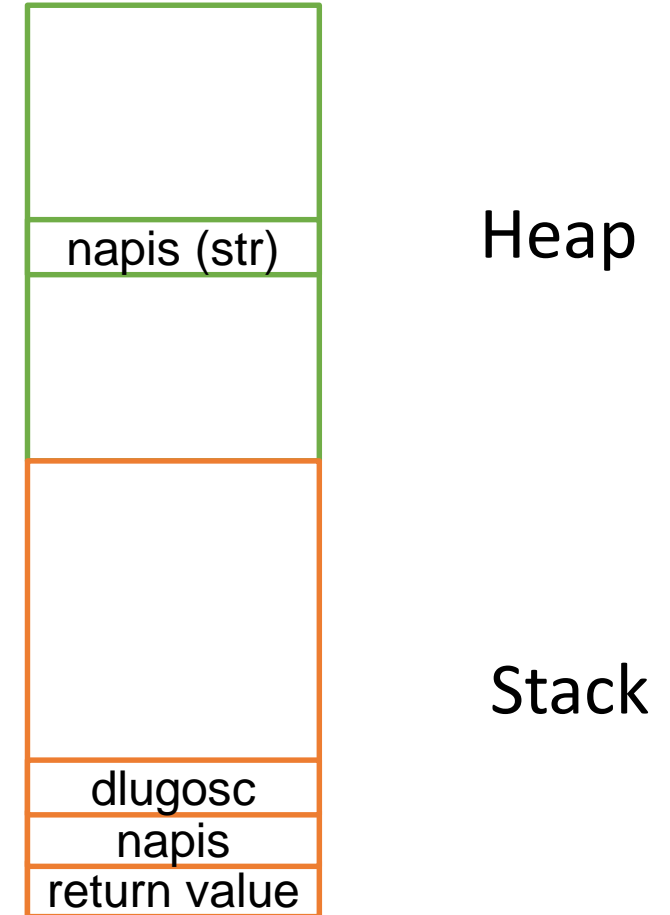 napis (str)
Heap
Stack
dlugosc
napis
return value